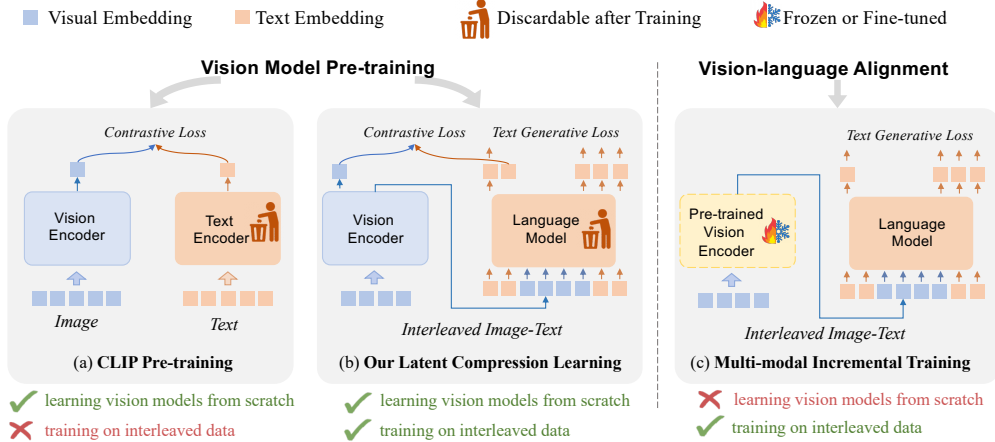 Visual Embedding
Text Embedding
Discardable after Training
Frozen or Fine-tuned
Vision Model Pre-training
Vision-language Alignment
Contrastive Loss
Vision
Encoder
Text
Encoder
Image
Text
(a) CLIP Pre-training
Contrastive Loss
Text Generative Loss
Vision
Encoder
Language
Model
Interleaved Image-Text
(b) Our Latent Compression Learning
Text Generative Loss
Pre-trained
Vision
Encoder
Language
Model
Interleaved Image-Text
(c) Multi-modal Incremental Training
learning vision models from scratch
training on interleaved data
learning vision models from scratch
training on interleaved data
learning vision models from scratch
training on interleaved data